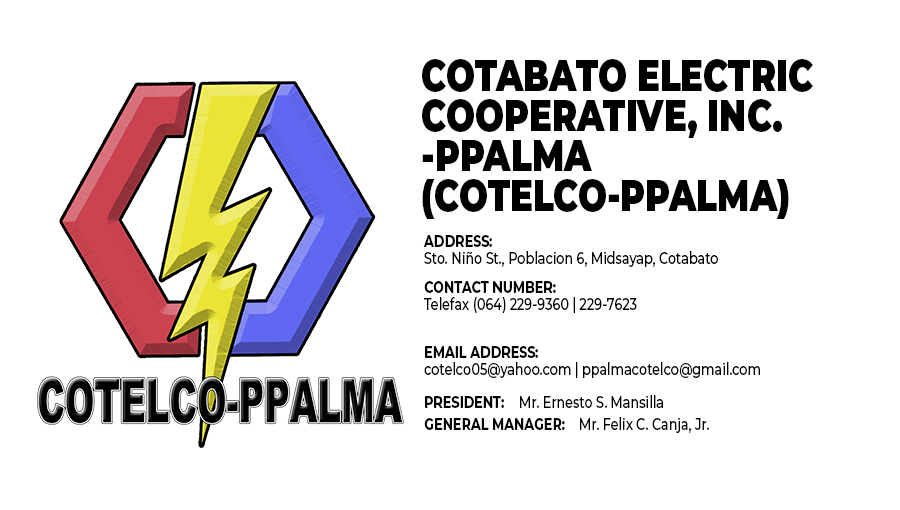 COTELCO-PPALMA
COTABATO ELECTRIC
COOPERATIVE, INC.
-PPALMA
(COTELCO-PPALMA)
ADDRESS:
Sto. Niño St., Poblacion 6, Midsayap, Cotabato
CONTACT NUMBER:
Telefax (064) 229-9360 | 229-7623
EMAIL ADDRESS:
cotelco05@yahoo.com | ppalmacotelco@gmail.com
PRESIDENT: Mr. Ernesto S. Mansilla
GENERAL MANAGER: Mr. Felix C. Canja, Jr.